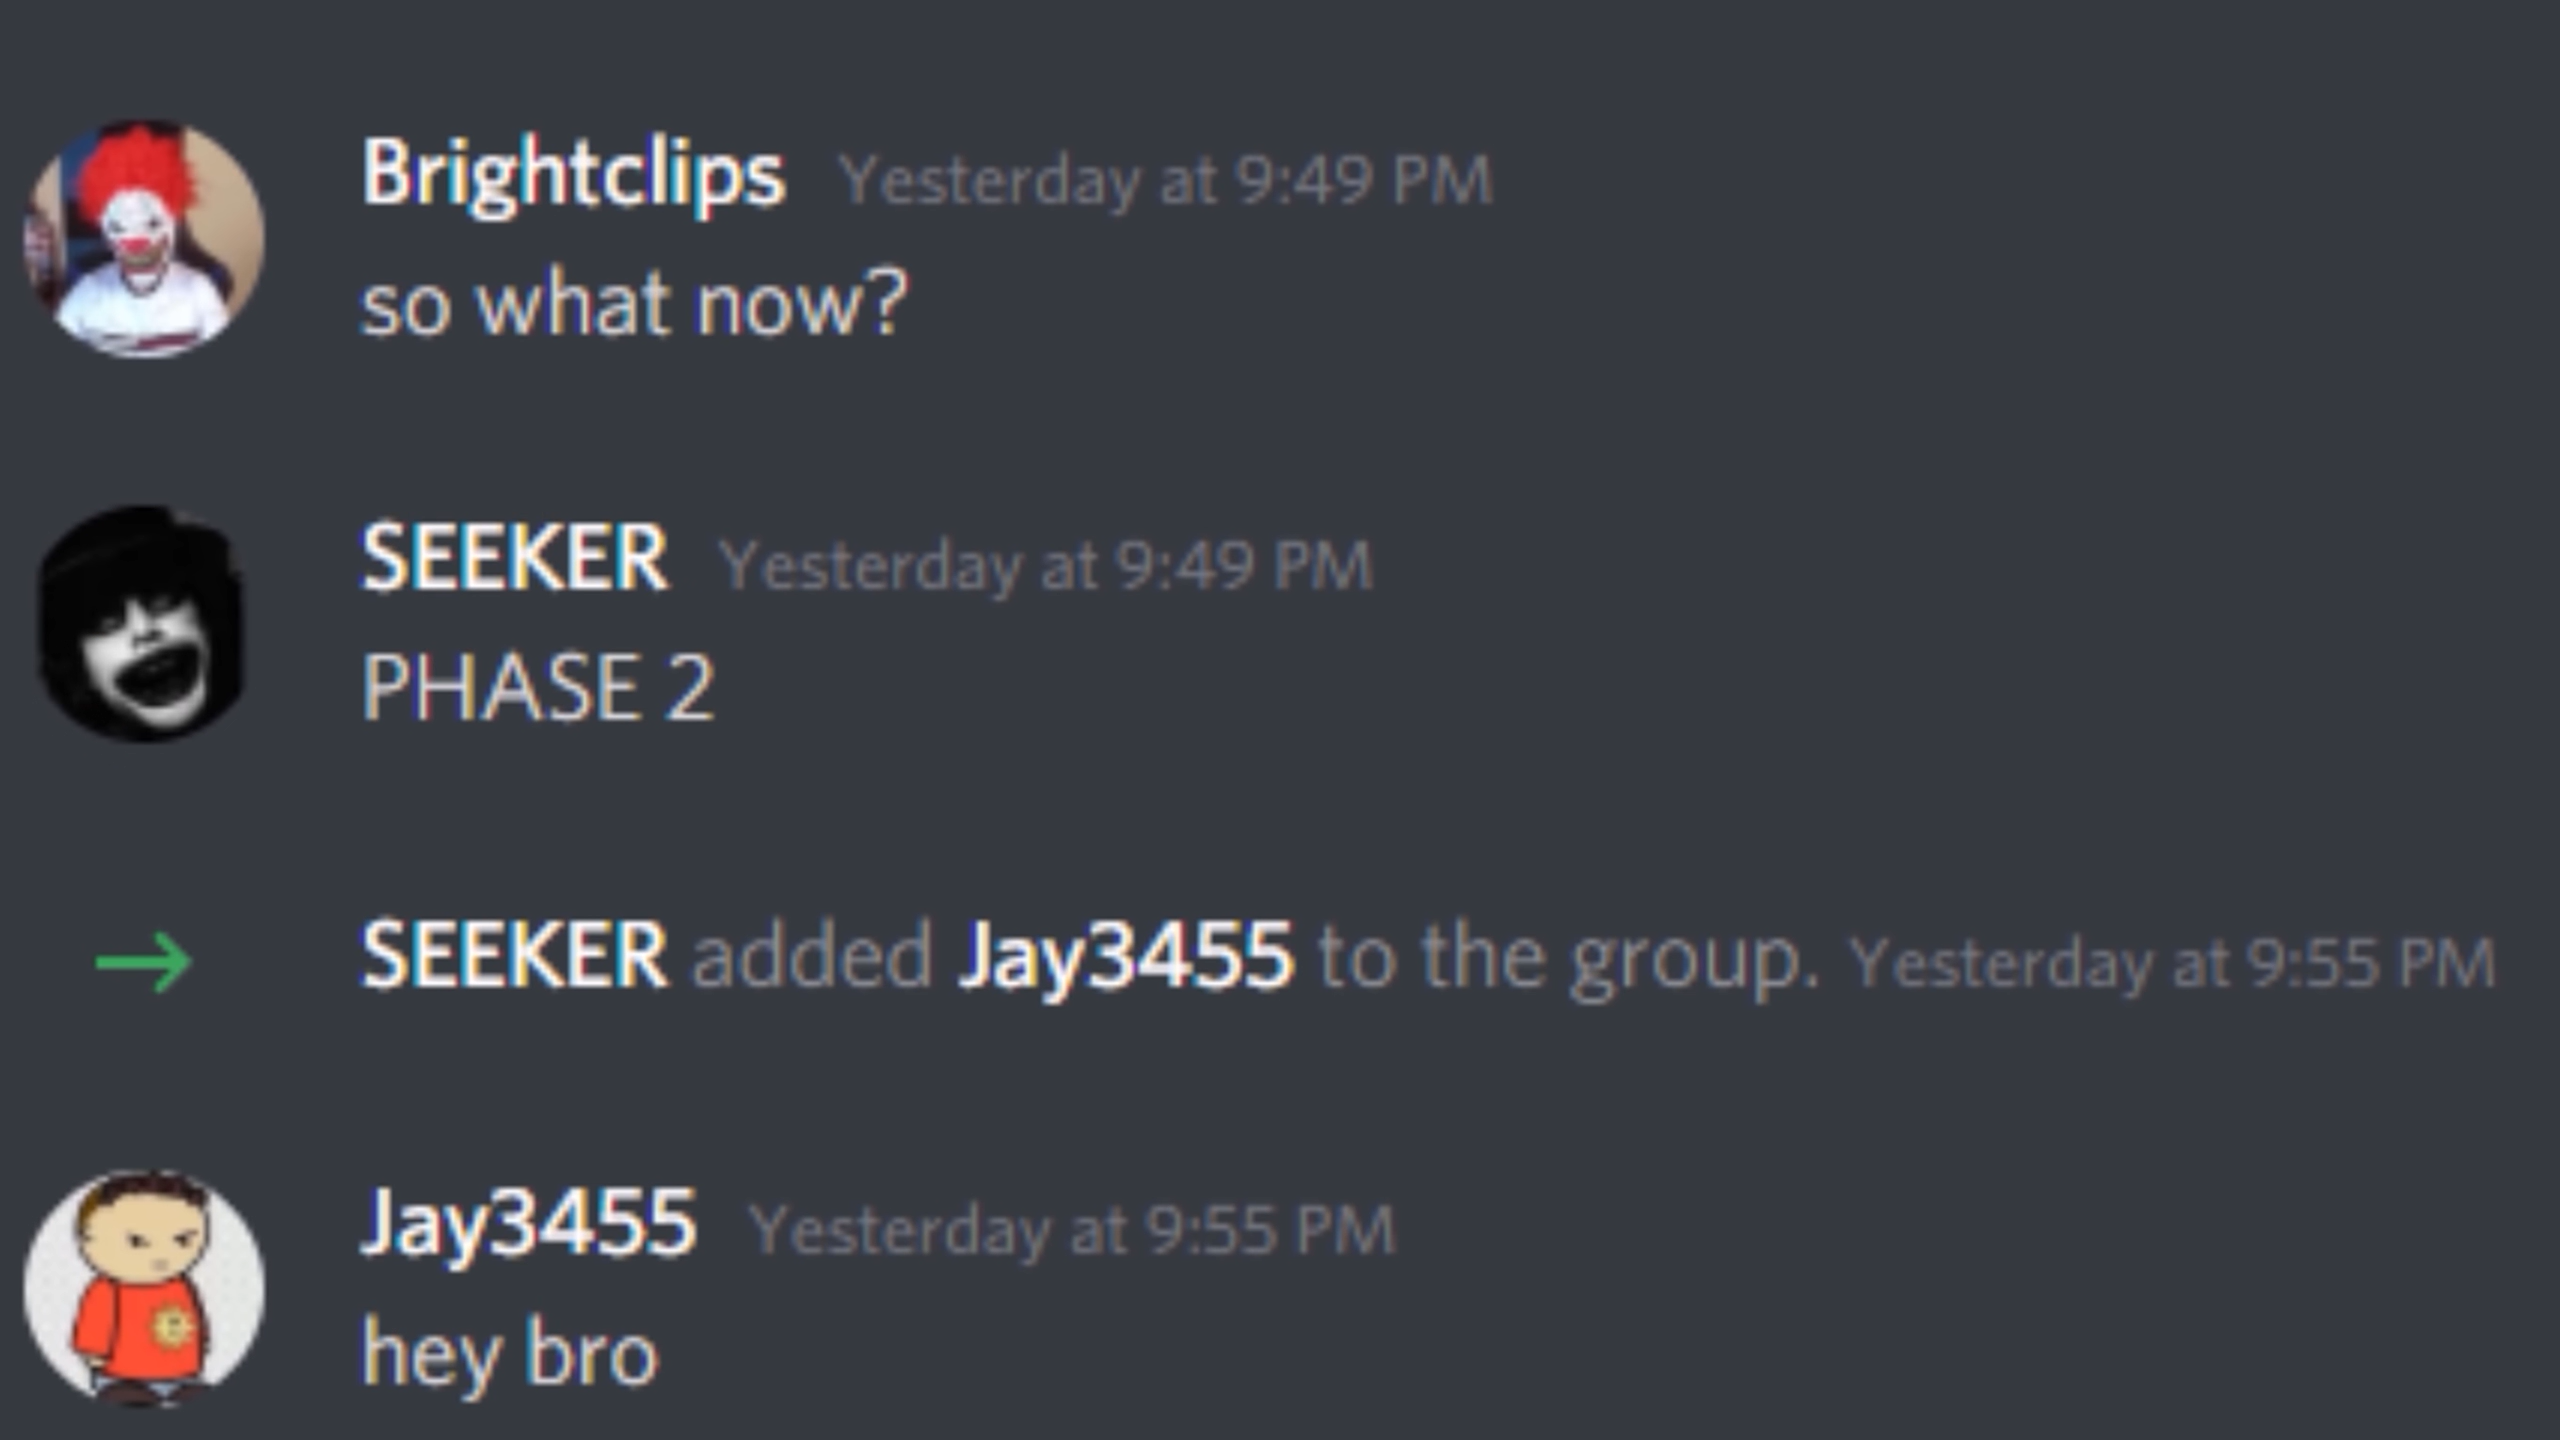 Brightclips Yesterday at 9:49 PM
so what now?
SEEKER Yesterday at 9:49 PM
PHASE 2
SEEKER added Jay3455 to the group. Yesterday at 9:55 PM
Jay3455 Yesterday at 9:55 PM
hey bro